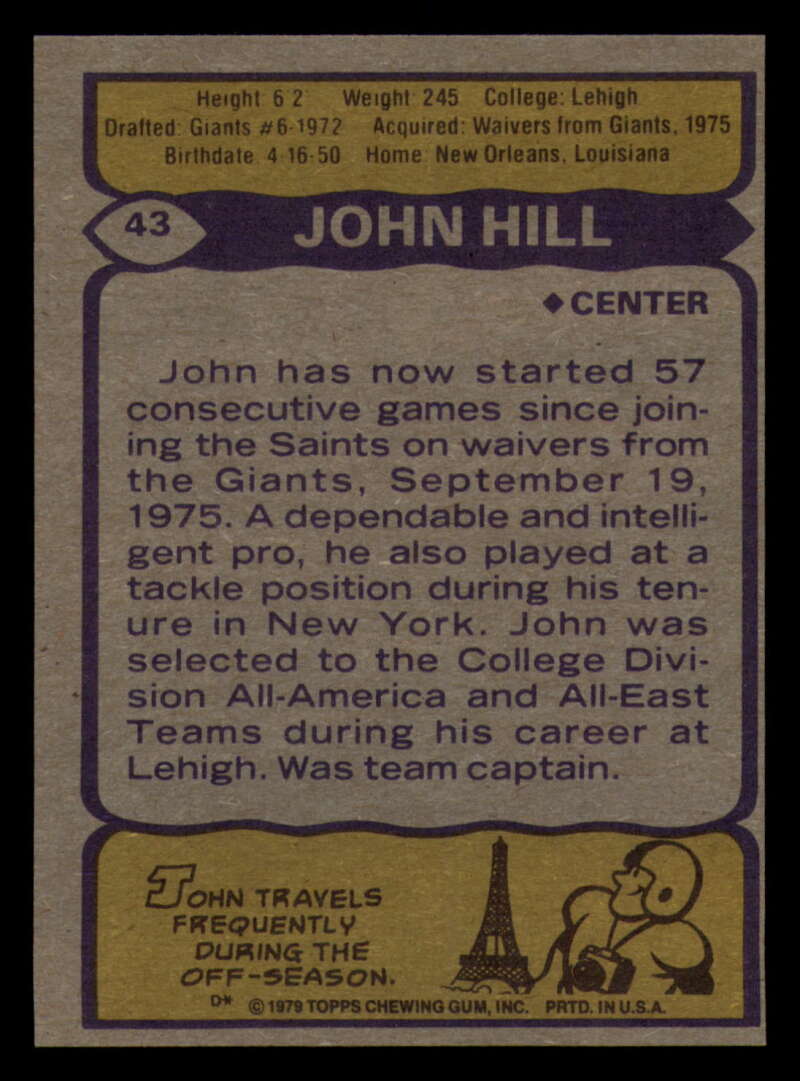 Height 6 2 Weight 245 College: Lehigh
Drafted: Giants #6-1972 Acquired: Waivers from Giants, 1975
Birthdate 4-16-50 Home New Orleans, Louisiana
43 JOHN HILL
◆CENTER
John has now started 57
consecutive games since join-
ing the Saints on waivers from
the Giants, September 19,
1975. A dependable and intelli-
gent pro, he also played at a
tackle position during his ten-
ure in New York. John was
selected to the College Divi-
sion All-America and All-East
Teams during his career at
Lehigh. Was team captain.
JOHN TRAVELS
FREQUENTLY
DURING THE
OFF-SEASON.
D* © 1979 TOPPS CHEWING GUM, INC. PRTD. IN U.S.A.